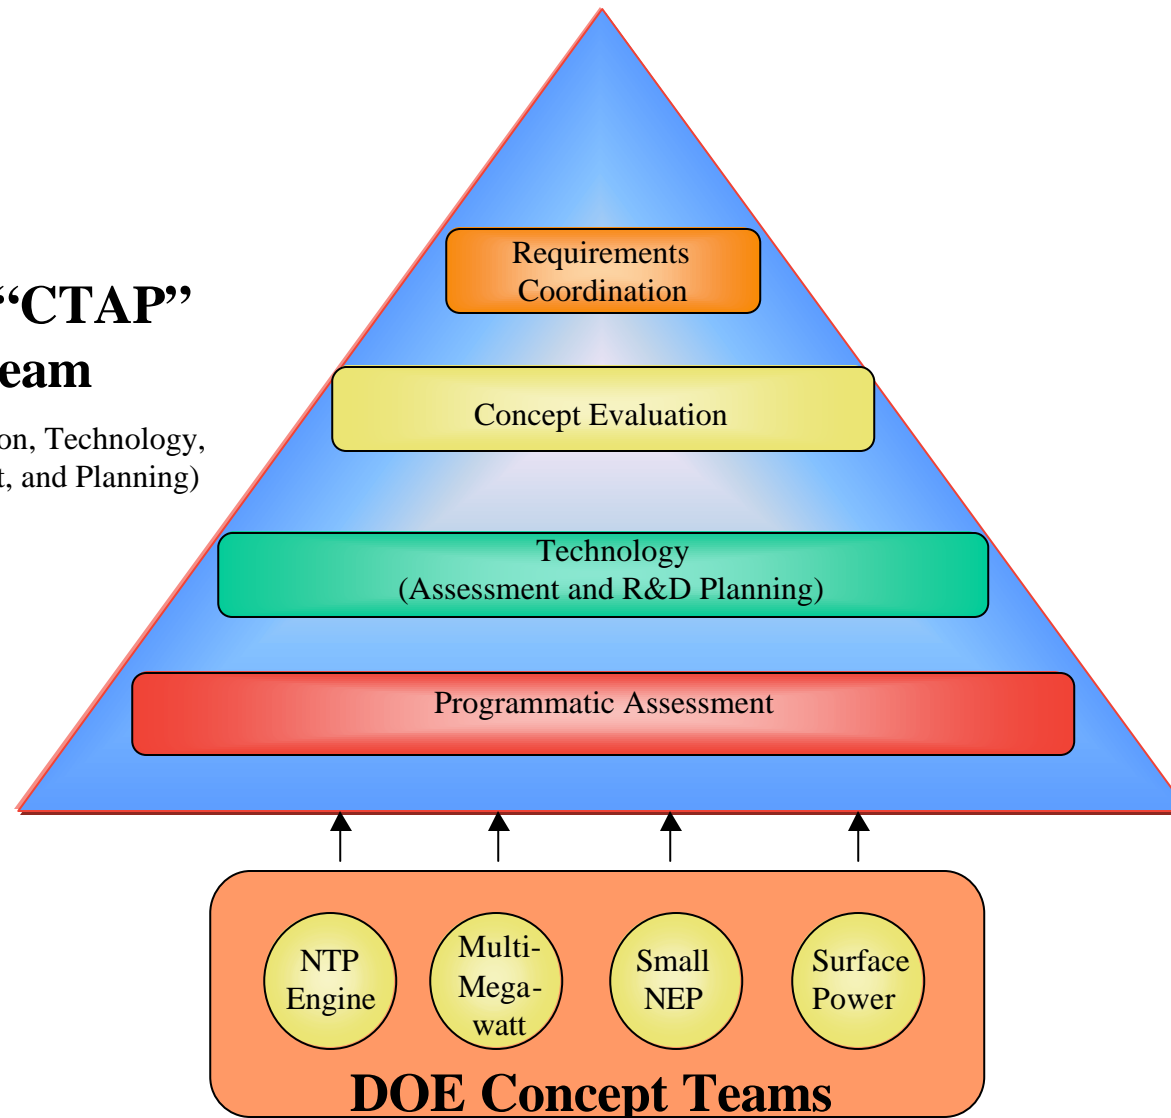 Requirements
Coordination
“CTAP”
eam
Concept Evaluation
on, Technology,
t, and Planning)
Technology
(Assessment and R&D Planning)
Programmatic Assessment
NTP
Engine
Multi-
Mega-
watt
Small
NEP
Surface
Power
DOE Concept Teams